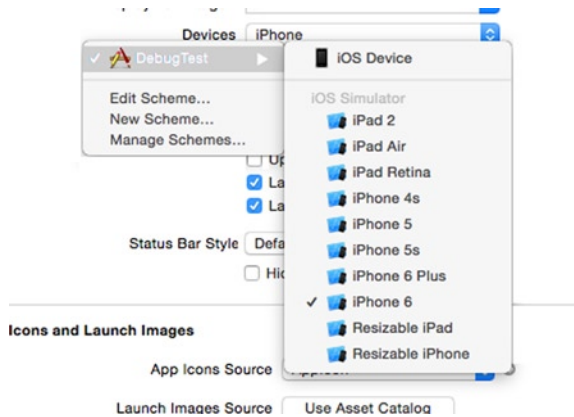 Devices iPhone
DebugTest
Edit Scheme...
New Scheme...
Manage Schemes...
iOS Device
iOS Simulator
iPad 2
iPad Air
iPad Retina
iPhone 4s
iPhone 5
iPhone 5s
iPhone 6 Plus
iPhone 6
Resizable iPad
Resizable iPhone
Status Bar Style
Icons and Launch Images
App Icons Source
Launch Images Source Use Asset Catalog